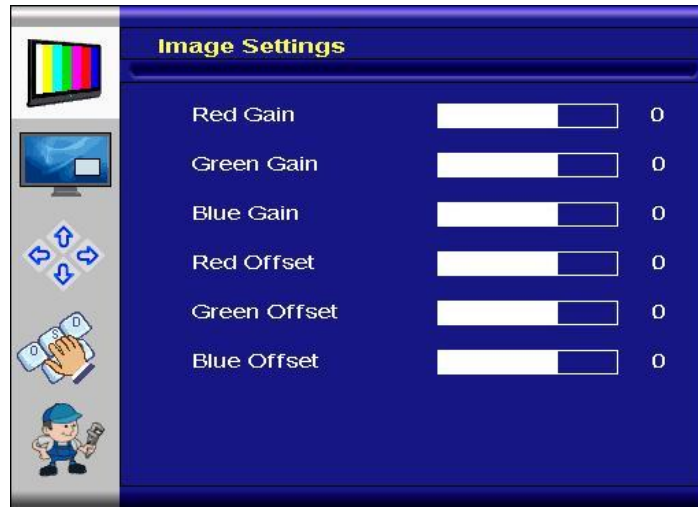 Image Settings
Red Gain 0
Green Gain 0
Blue Gain 0
Red Offset 0
Green Offset 0
Blue Offset 0
O S D